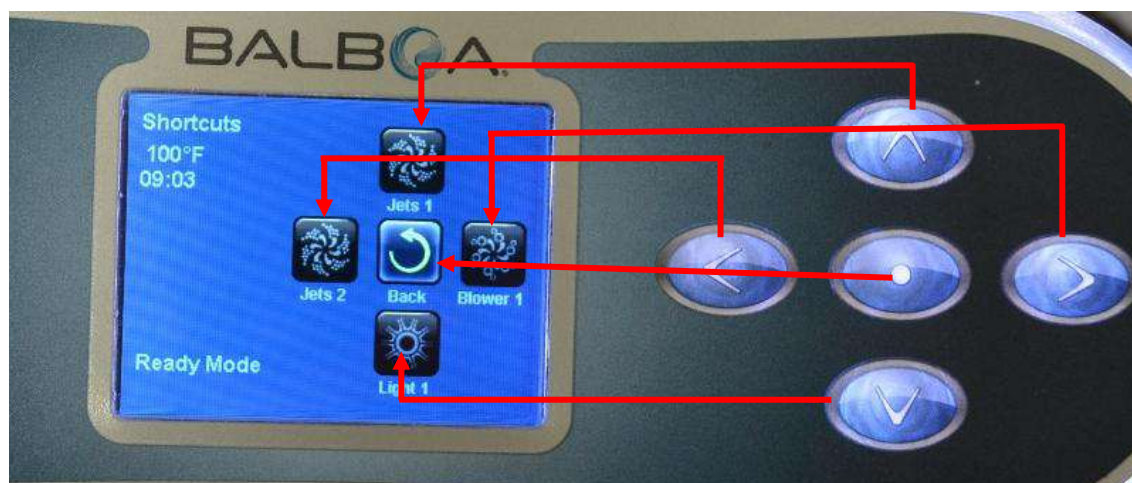 BALBOA
Shortcuts
100°F
09:03
Jets 1
Jets 2
Back
Blower 1
Light 1
Ready Mode